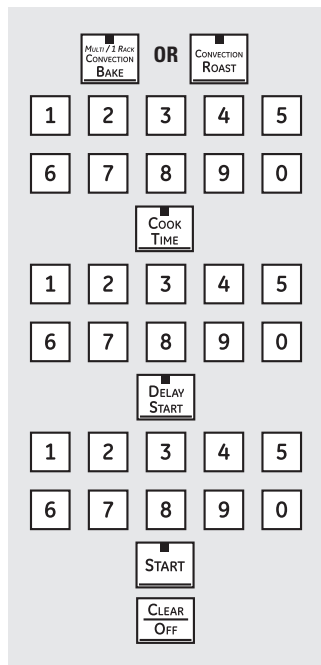 MULTI / 1 RACK CONVECTION BAKE OR CONVECTION ROAST
1 2 3 4 5
6 7 8 9 0
COOK TIME
1 2 3 4 5
6 7 8 9 0
DELAY START
1 2 3 4 5
6 7 8 9 0
START
CLEAR
OFF